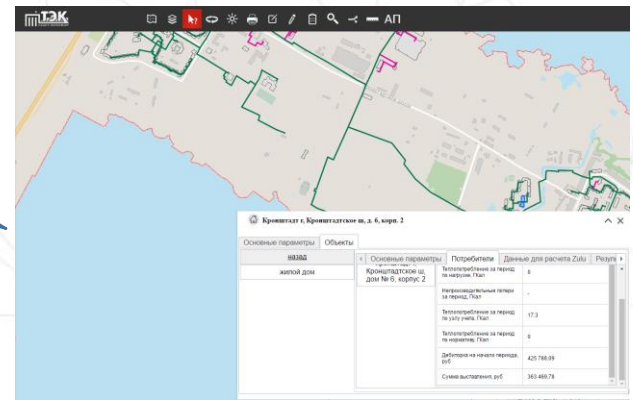 ТЭК
АП
Кронштадт г, Кронштадтское ш, д. 6, корп. 2
Основные параметры Объекты
назад
жилой дом
Основные параметры Потребители Данные для расчета Zulu
Кронштадтское ш,
дом № 6, корпус 2
Теплопотребление за период
по нагрузке, ГКал
Непроизводительные потери
за период, ГКал
-
Теплопотребление за период
по узлу учета, ГКал
17.3
Теплопотребление за период
по нормативу, ГКал
0
Дебиторка на начало периода,
руб
425 788,09
Сумма выставления, руб
363 469,78